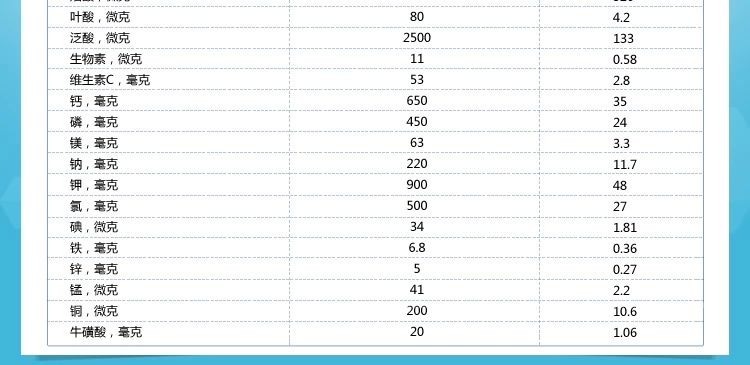 叶酸，微克 80 4.2
泛酸，微克 2500 133
生物素，微克 11 0.58
维生素C，毫克 53 2.8
钙，毫克 650 35
磷，毫克 450 24
镁，毫克 63 3.3
钠，毫克 220 11.7
钾，毫克 900 48
氯，毫克 500 27
碘，微克 34 1.81
铁，毫克 6.8 0.36
锌，毫克 5 0.27
锰，微克 41 2.2
铜，微克 200 10.6
牛磺酸，毫克 20 1.06